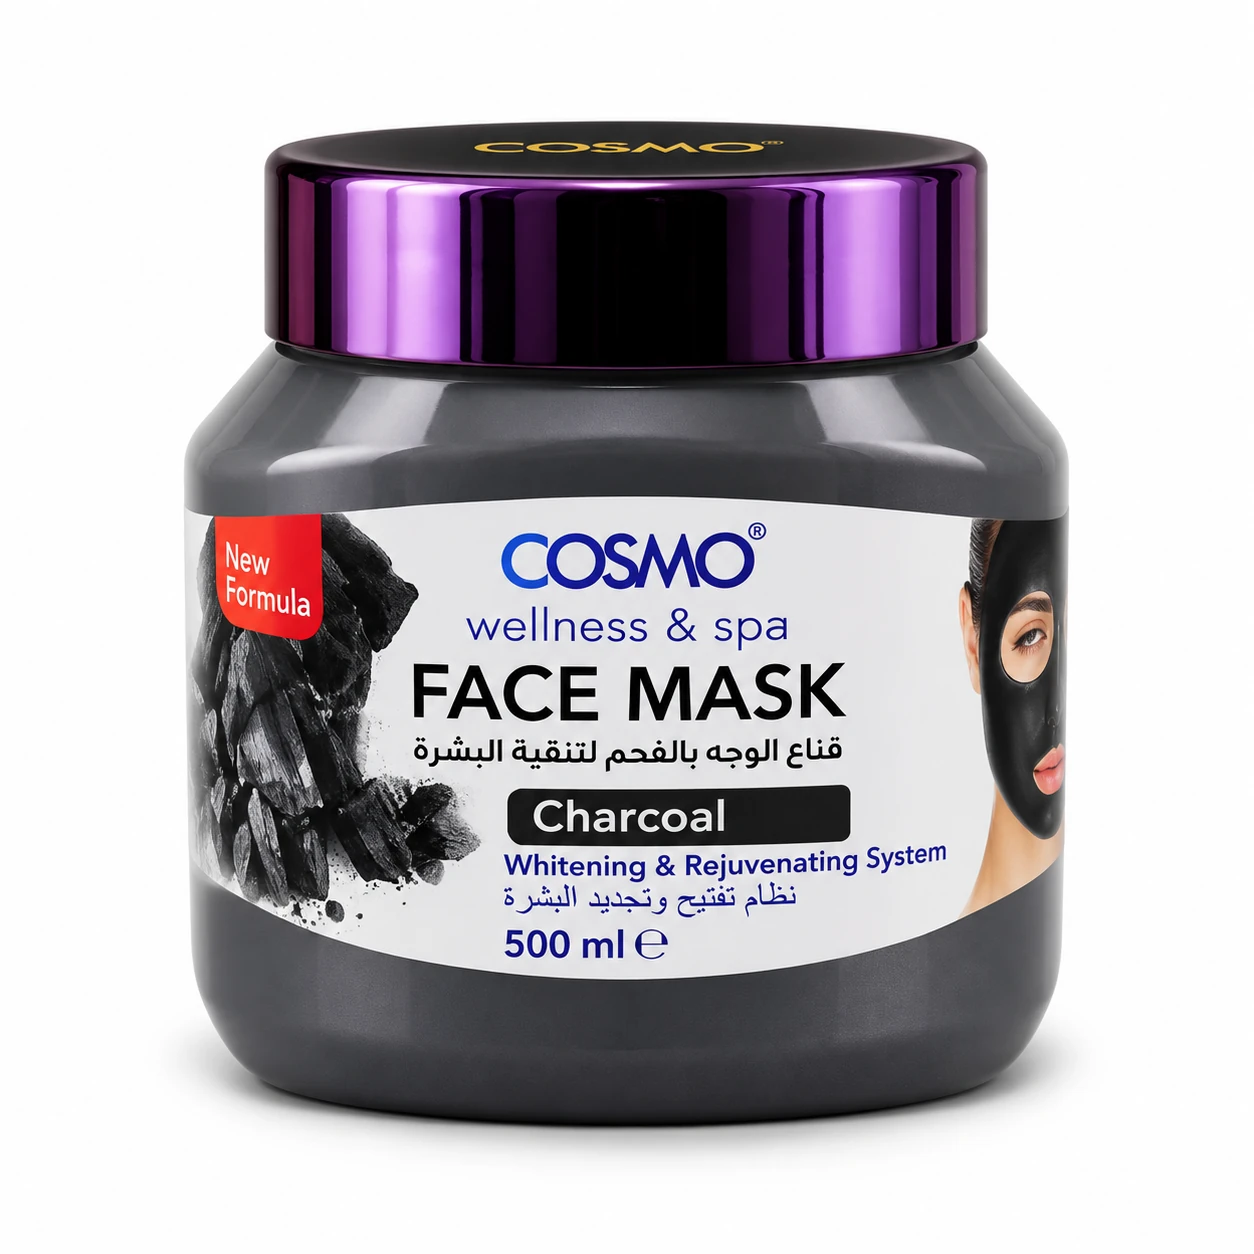 COSMO®
New
Formula
COSMO®
wellness & spa
FACE MASK
قناع الوجه بالفحم لتنقية البشرة
Charcoal
Whitening & Rejuvenating System
نظام تفتيح وتجديد البشرة
500 ml ℮